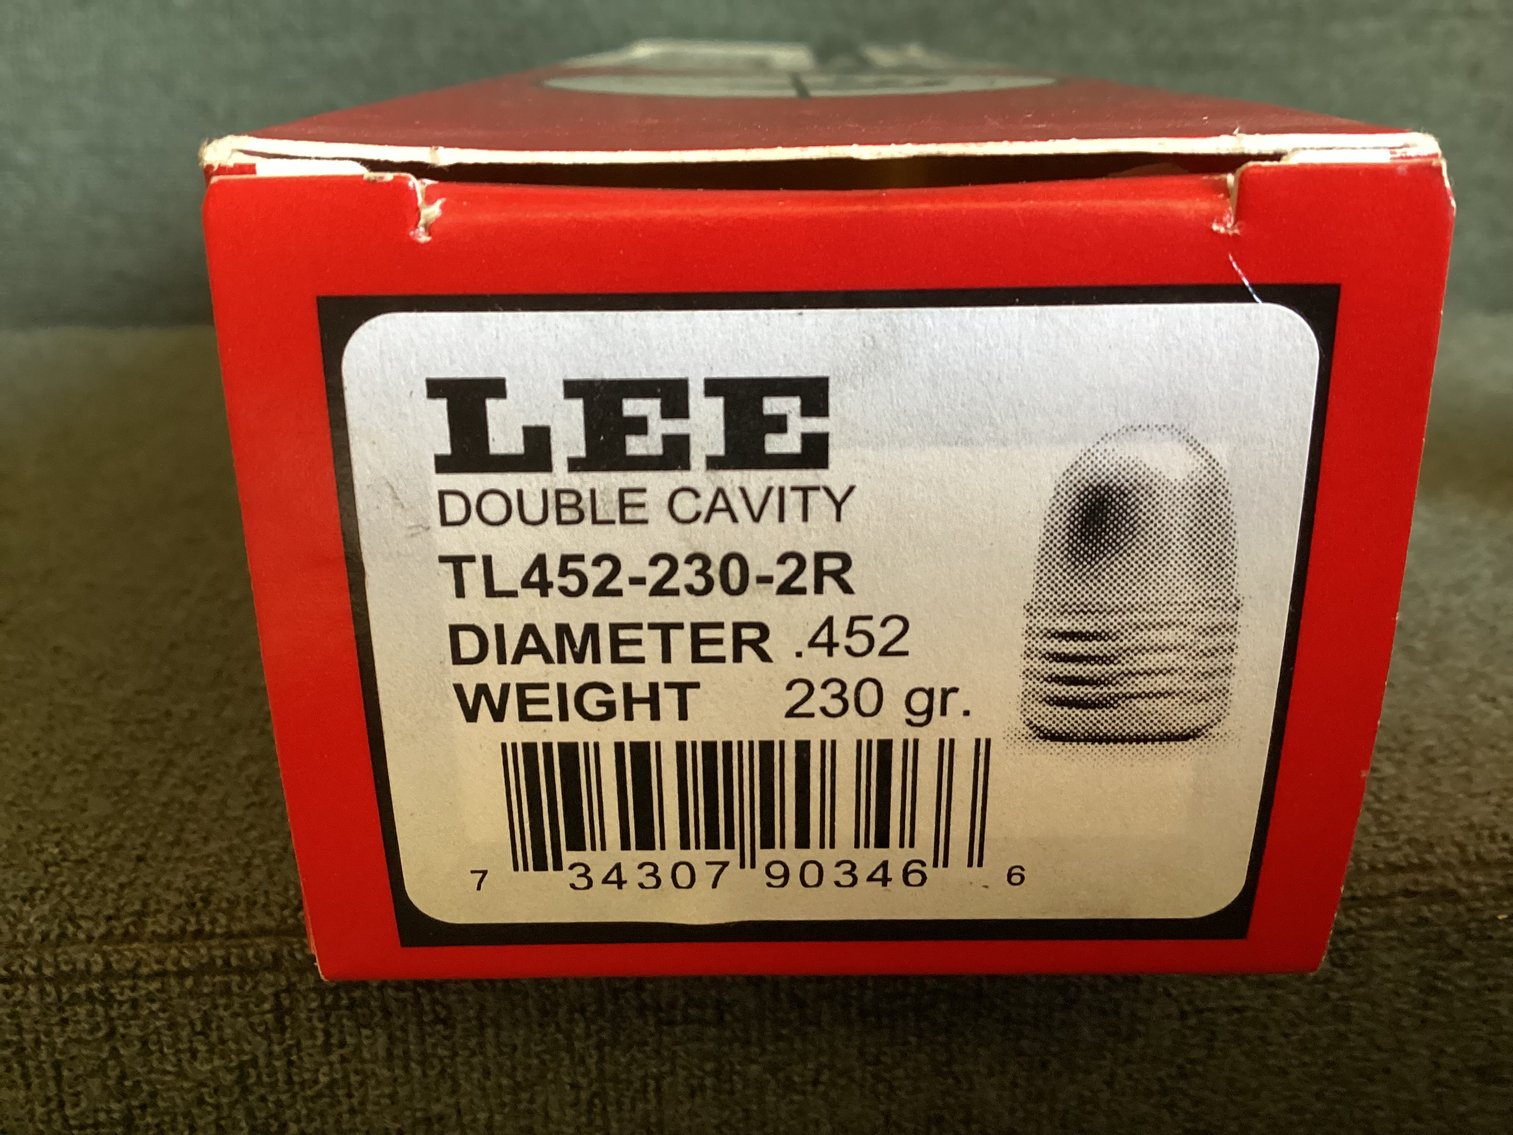 LEE
DOUBLE CAVITY
TL452-230-2R
DIAMETER .452
WEIGHT 230 gr.
7 34307 90346 6